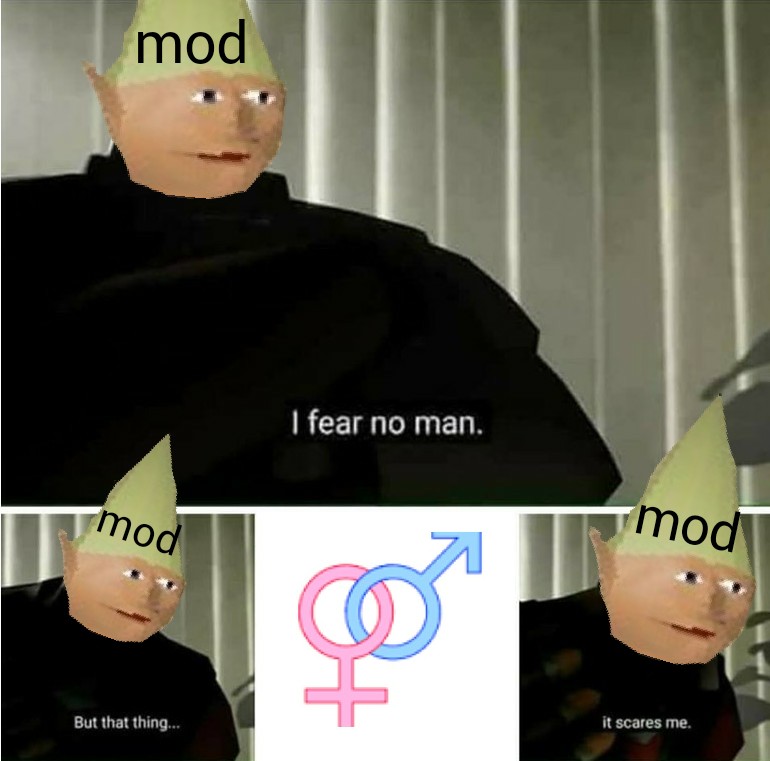 mod
I fear no man.
mod
But that thing...
mod
it scares me.